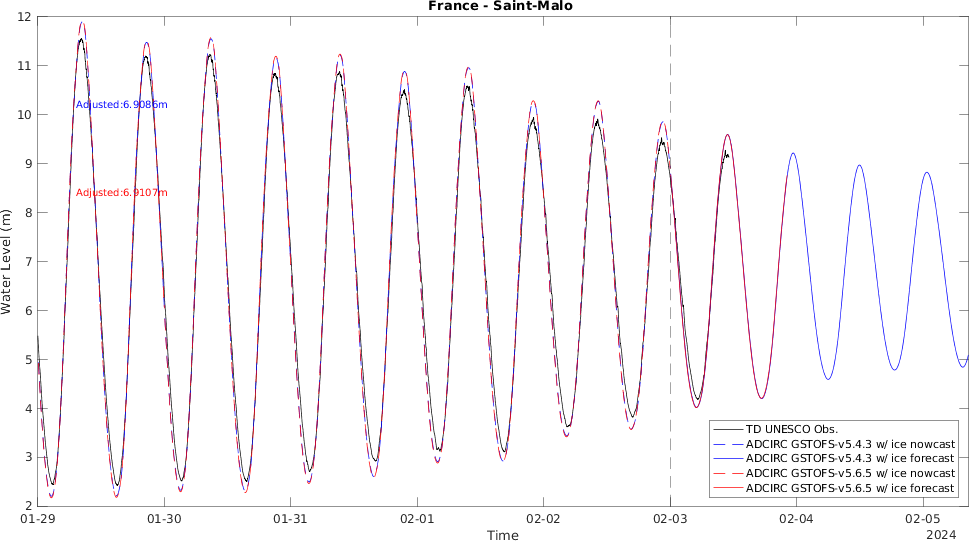 France - Saint-Malo
12
11
10
9
8
7
6
5
4
3
2
Water Level (m)
Adjusted:6.9086m
Adjusted:6.9107m
TD UNESCO Obs.
ADCIRC GSTOFS-v5.4.3 w/ ice nowcast
ADCIRC GSTOFS-v5.4.3 w/ ice forecast
ADCIRC GSTOFS-v5.6.5 w/ ice nowcast
ADCIRC GSTOFS-v5.6.5 w/ ice forecast
01-29 01-30 01-31 02-01 02-02 02-03 02-04 02-05
Time
2024